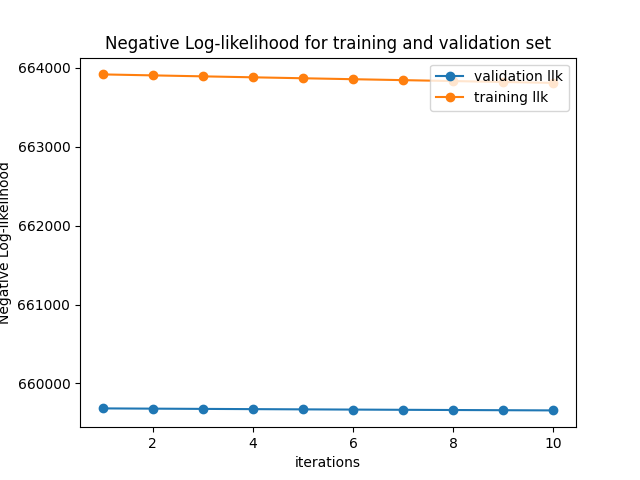 Negative Log-likelihood for training and validation set
664000
663000
662000
661000
660000
Negative Log-likelihood
validation llk
training llk
2
4
6
8
10
iterations